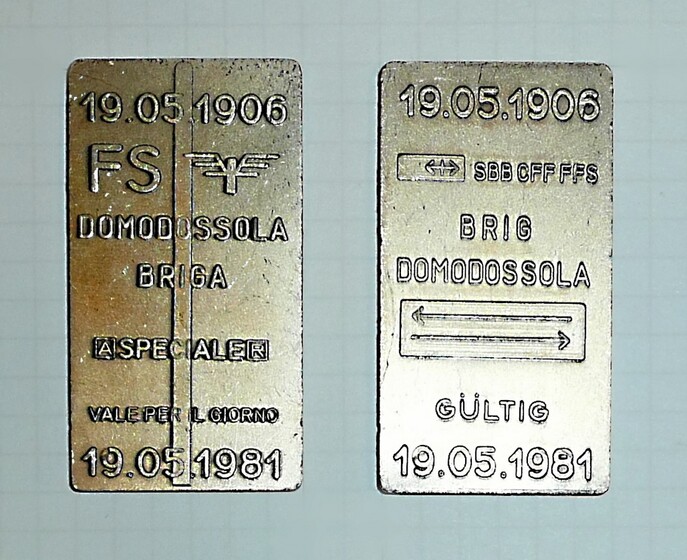 19.05.1906
FS
DOMODOSSOLA
BRIGA
A SPECIALE R
VALE PER IL GIORNO
19.05.1981
19.05.1906
SBB CFF FFS
BRIG
DOMODOSSOLA
GÜLTIG
19.05.1981